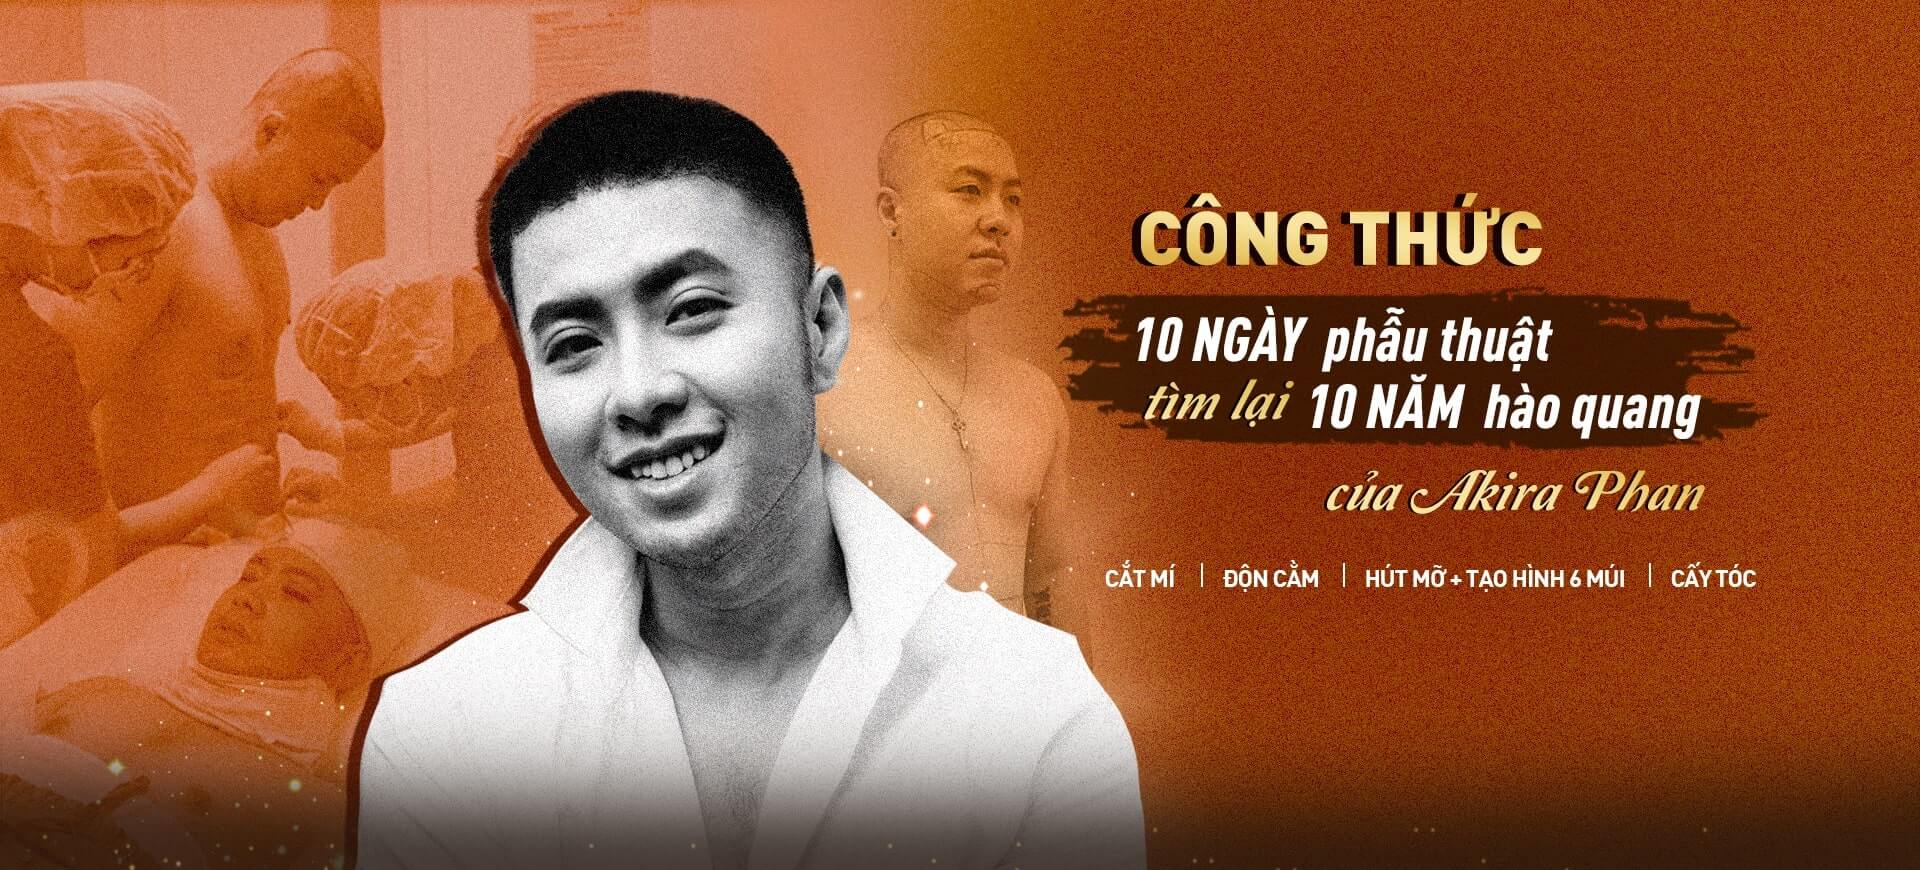 CÔNG THỨC
10 NGÀY phẫu thuật
tìm lại 10 NĂM hào quang
của Akira Phan
CẮT MÍ | ĐỘN CẰM | HÚT MỠ + TẠO HÌNH 6 MÚI | CẤY TÓC